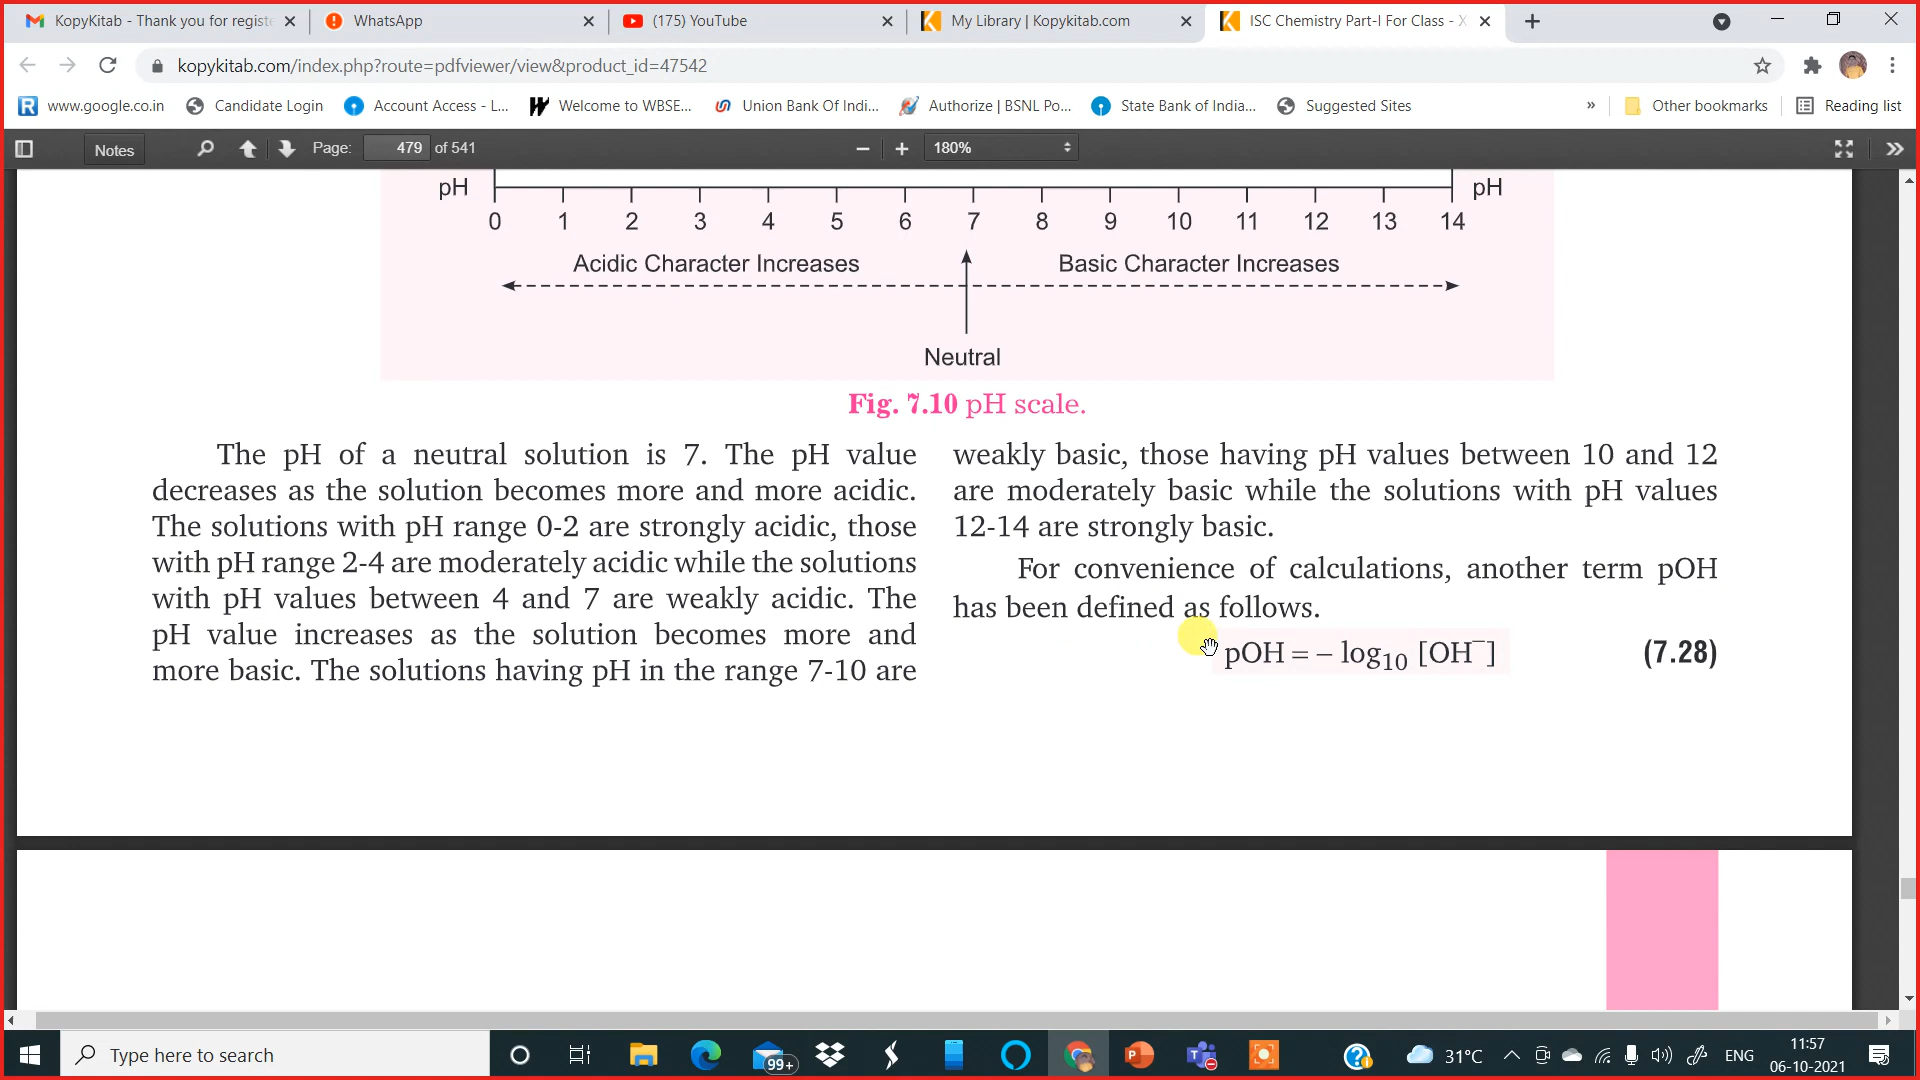 KopyKitab - Thank you for registe
WhatsApp
(175) YouTube
My Library | Kopykitab.com
ISC Chemistry Part-I For Class - X
kopykitab.com/index.php?route=pdfviewer/view&product_id=47542
www.google.co.in
Candidate Login
Account Access - L...
Welcome to WBSE...
Union Bank Of Indi...
Authorize | BSNL Po...
State Bank of India...
Suggested Sites
»
Other bookmarks
Reading list
Notes
Page: 479 of 541
180%
pH
pH
0 1 2 3 4 5 6 7 8 9 10 11 12 13 14
Acidic Character Increases
Basic Character Increases
Neutral
Fig. 7.10 pH scale.
The pH of a neutral solution is 7. The pH value
decreases as the solution becomes more and more acidic.
The solutions with pH range 0-2 are strongly acidic, those
with pH range 2-4 are moderately acidic while the solutions
with pH values between 4 and 7 are weakly acidic. The
pH value increases as the solution becomes more and
more basic. The solutions having pH in the range 7-10 are
weakly basic, those having pH values between 10 and 12
are moderately basic while the solutions with pH values
12-14 are strongly basic.
For convenience of calculations, another term pOH
has been defined as follows.
pOH = – log₁₀ [OH⁻] (7.28)
Type here to search
99+
31°C
ENG
11:57
06-10-2021